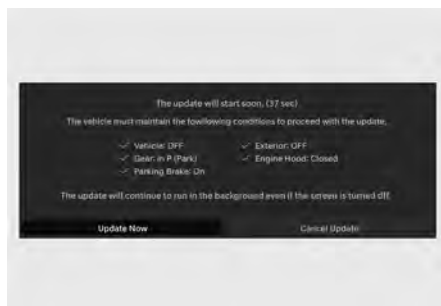 The update will start soon. (37 sec)
The vehicle must maintain the fowllowing conditions to proceed with the update.
✓ Vehicle: OFF ✓ Exterior: OFF
✓ Gear: in P (Park) ✓ Engine Hood: Closed
✓ Parking Brake: On
The update will continue to run in the background even if the screen is turned off.
Update Now Cancel Update